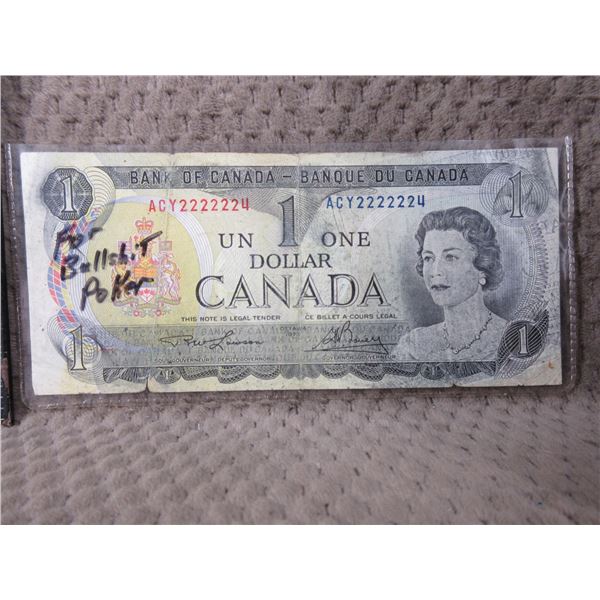 BANK OF CANADA – BANQUE DU CANADA
1
1
ACY2222224
ACY2222224
For
Bullshit
Poker
UN 1 ONE
DOLLAR
CANADA
THIS NOTE IS LEGAL TENDER
CE BILLET A COURS LEGAL
OTTAWA
1
1